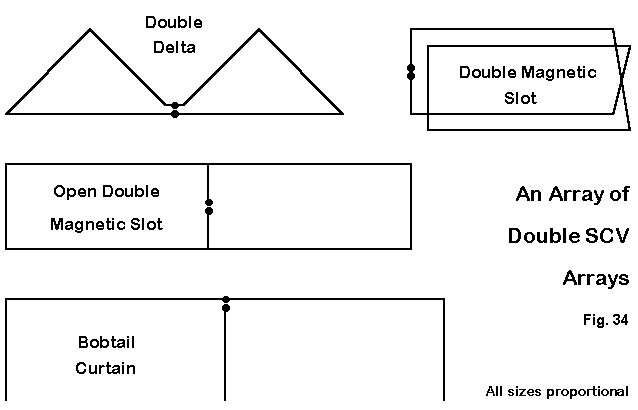 Double
Delta
Double Magnetic
Slot
Open Double
Magnetic Slot
An Array of
Double SCV
Arrays
Fig. 34
Bobtail
Curtain
All sizes proportional